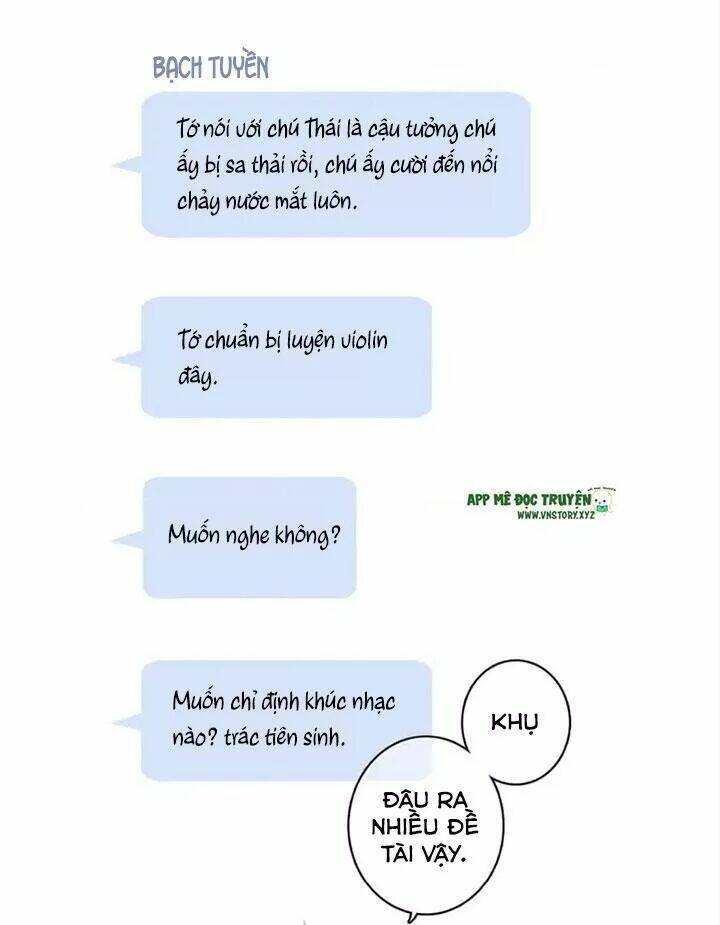 BẠCH TUYỀN
Tớ nói với chú Thái là cậu tưởng chú
ấy bị sa thải rồi, chú ấy cười đến nổi
chảy nước mắt luôn.
Tớ chuẩn bị luyện violin
đây.
APP MÊ ĐỌC TRUYỆN
WWW.VNSTORY.XYZ
Muốn nghe không?
Muốn chỉ định khúc nhạc
nào? trác tiên sinh.
KHỤ
ĐÂU RA
NHIỀU ĐỀ
TÀI VẬY.